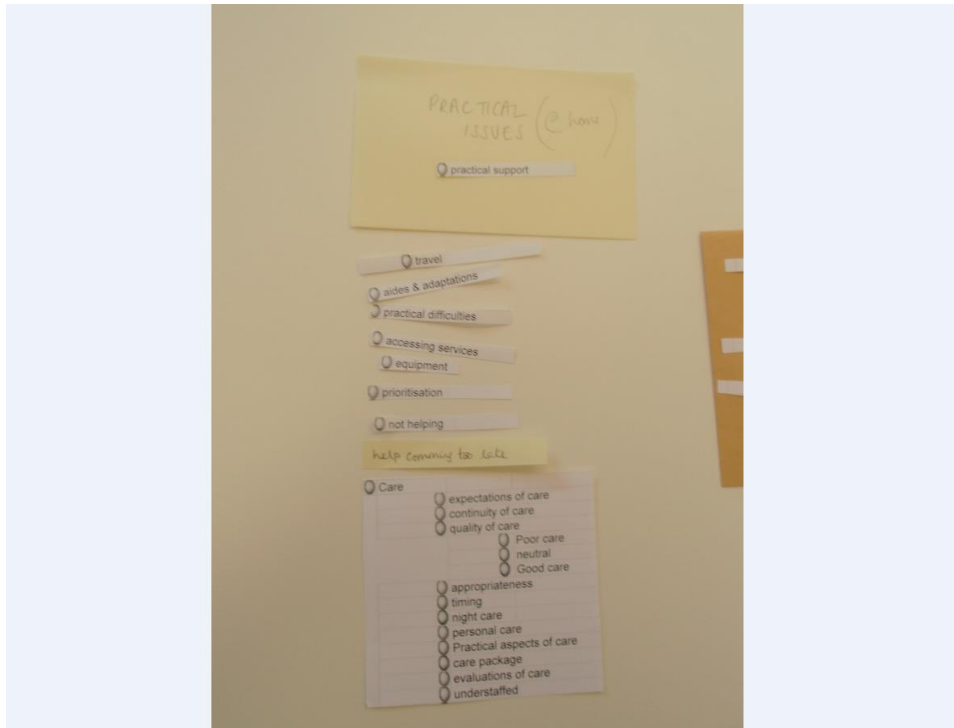 PRACTICAL
ISSUES (@ home)
practical support
travel
aides & adaptations
practical difficulties
accessing services
equipment
prioritisation
not helping
help comming too late
Care
expectations of care
continuity of care
quality of care
Poor care
neutral
Good care
appropriateness
timing
night care
personal care
Practical aspects of care
care package
evaluations of care
understaffed